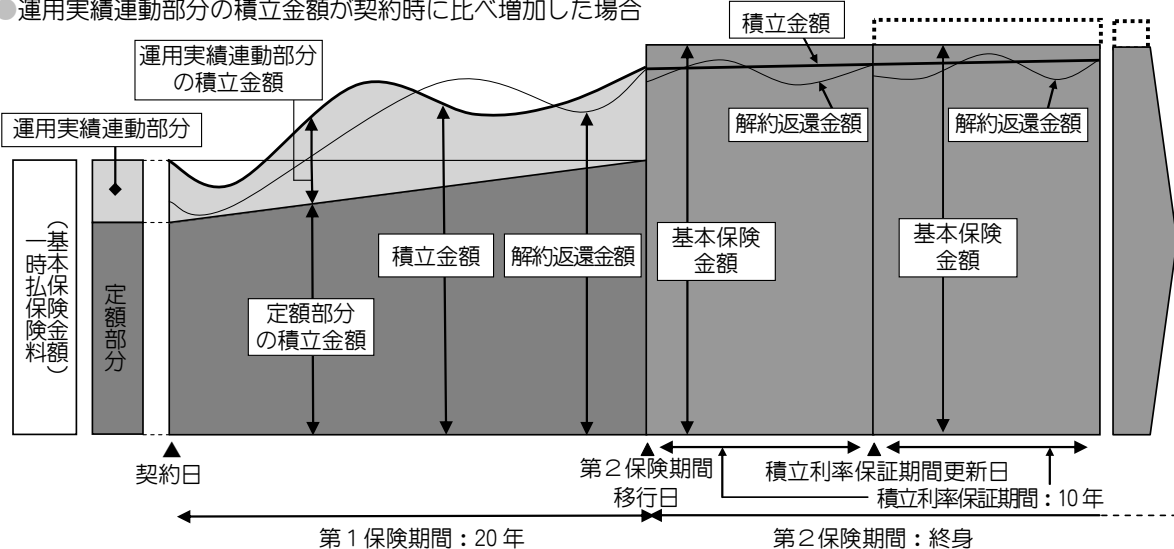 ●運用実績連動部分の積立金額が契約時に比べ増加した場合
積立金額
運用実績連動部分
の積立金額
解約返還金額
解約返還金額
運用実績連動部分
一時払保険料
(基本保険金額)
定額部分
積立金額
解約返還金額
基本保険
金額
基本保険
金額
定額部分
の積立金額
契約日
第2保険期間
移行日
積立利率保証期間更新日
積立利率保証期間:10年
第1保険期間:20年
第2保険期間:終身